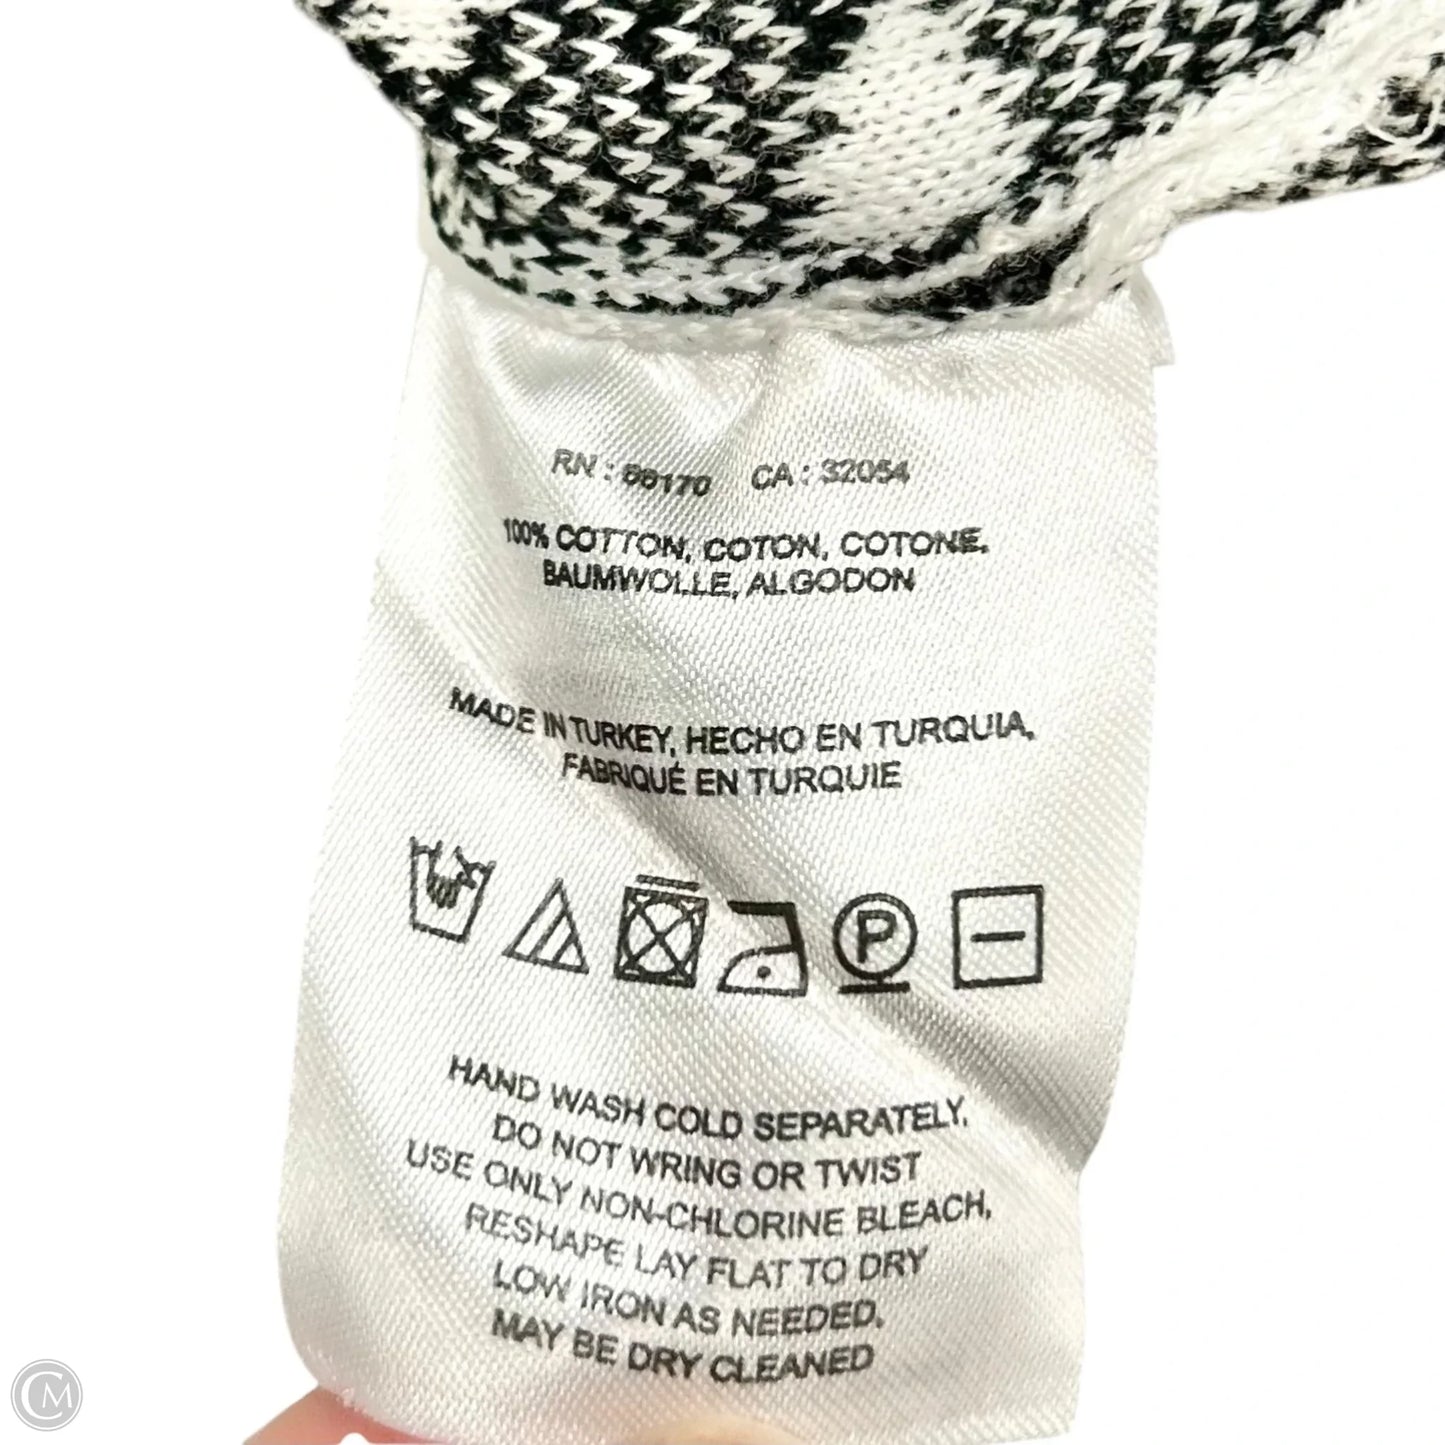 RN : 66170 CA : 32054
100% COTTON, COTON, COTONE,
BAUMWOLLE, ALGODON
MADE IN TURKEY, HECHO EN TURQUIA,
FABRIQUÉ EN TURQUIE
P
HAND WASH COLD SEPARATELY,
DO NOT WRING OR TWIST
USE ONLY NON-CHLORINE BLEACH,
RESHAPE LAY FLAT TO DRY
LOW IRON AS NEEDED,
MAY BE DRY CLEANED
CM